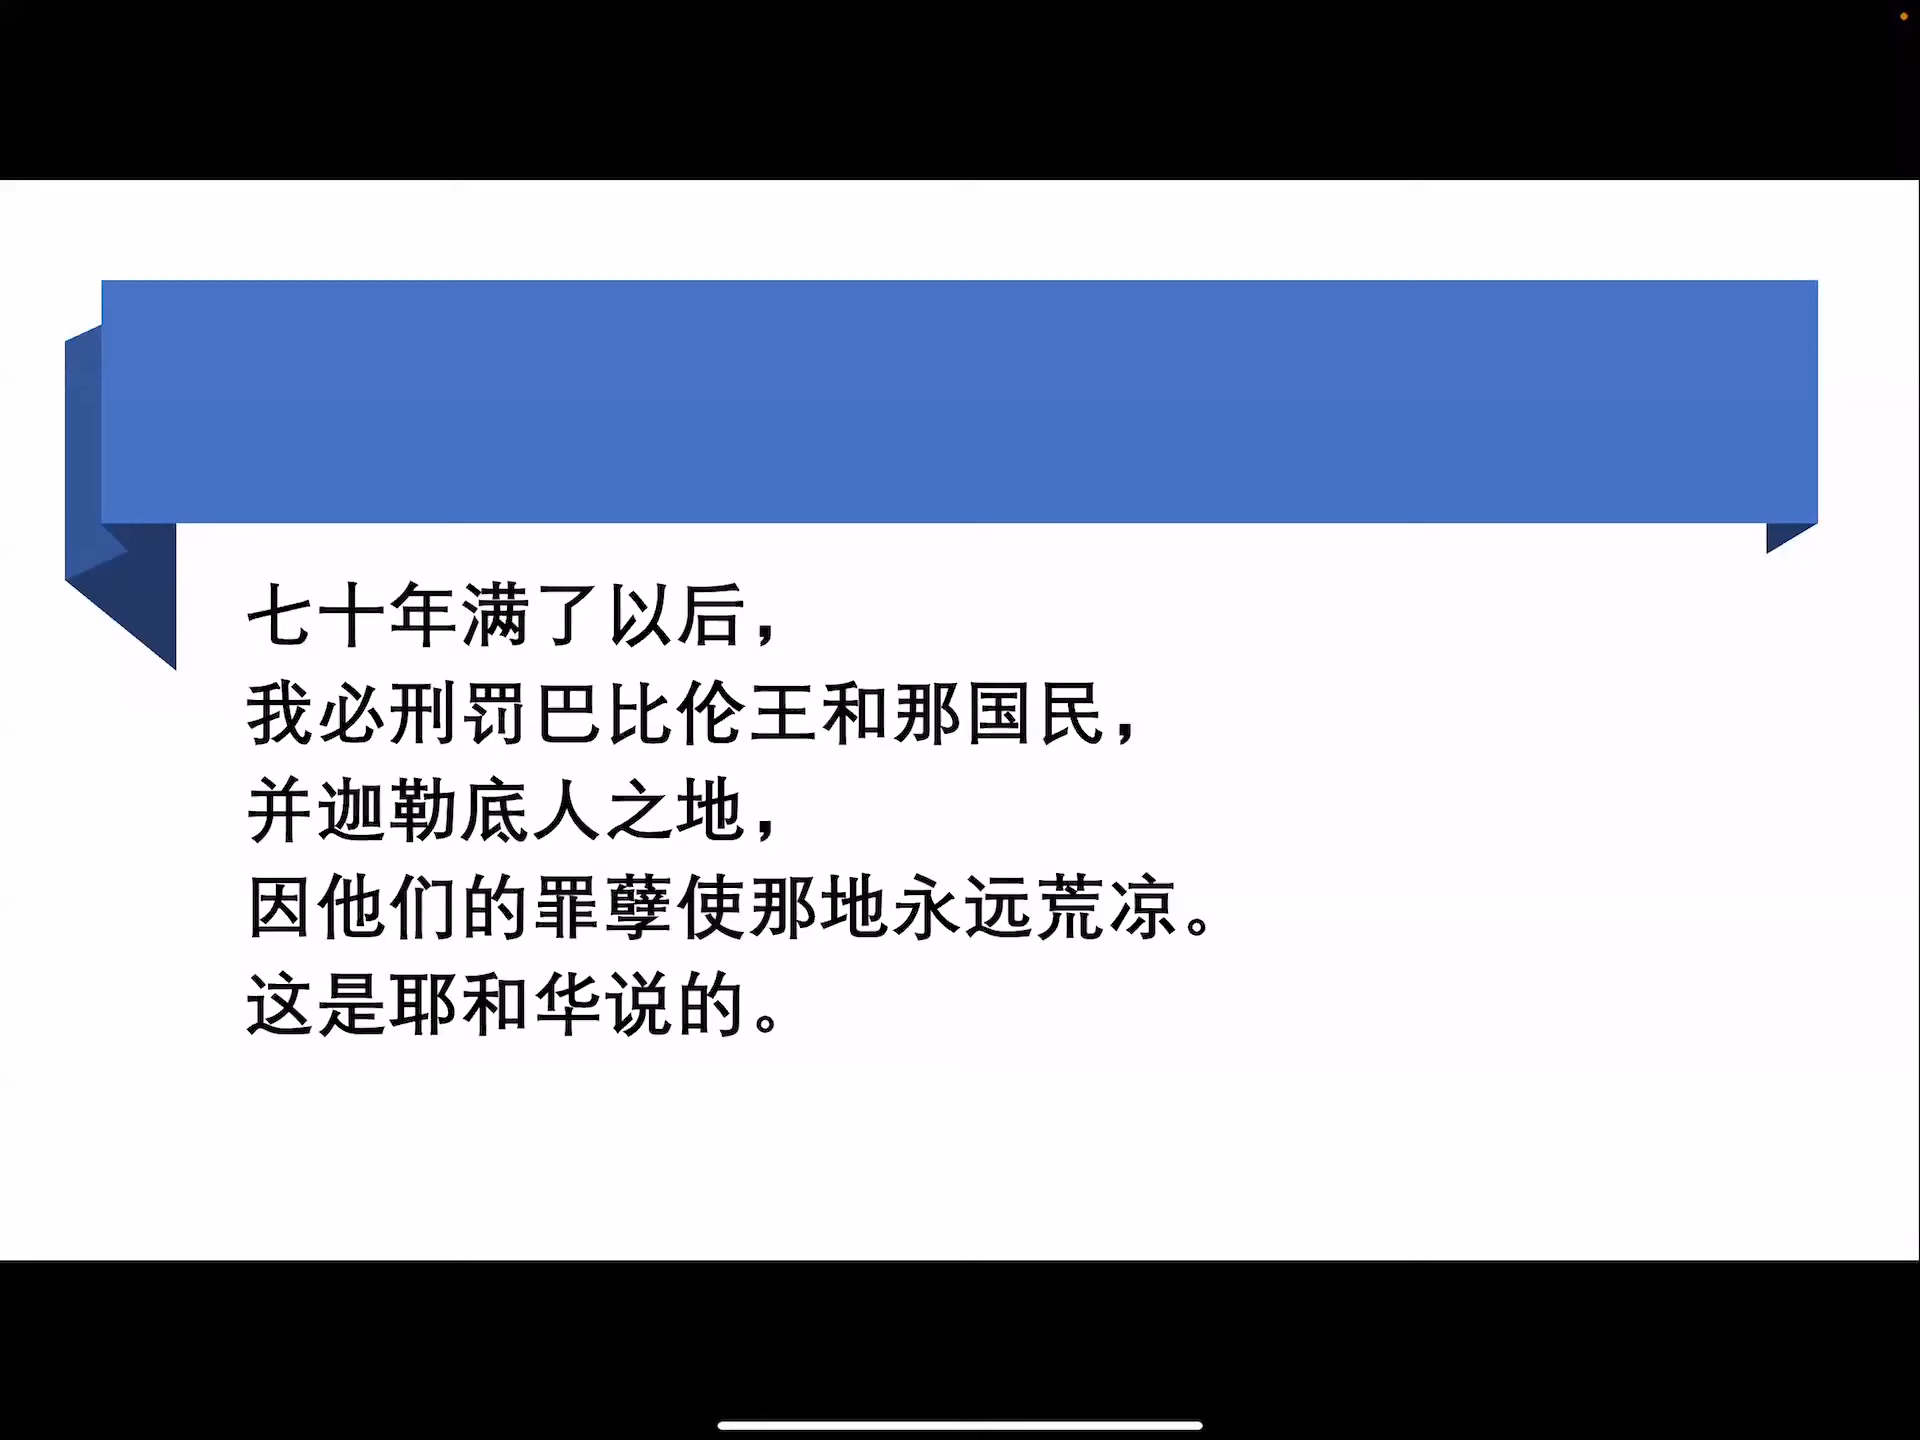 七十年满了以后，
我必刑罚巴比伦王和那国民，
并迦勒底人之地，
因他们的罪孽使那地永远荒凉。
这是耶和华说的。